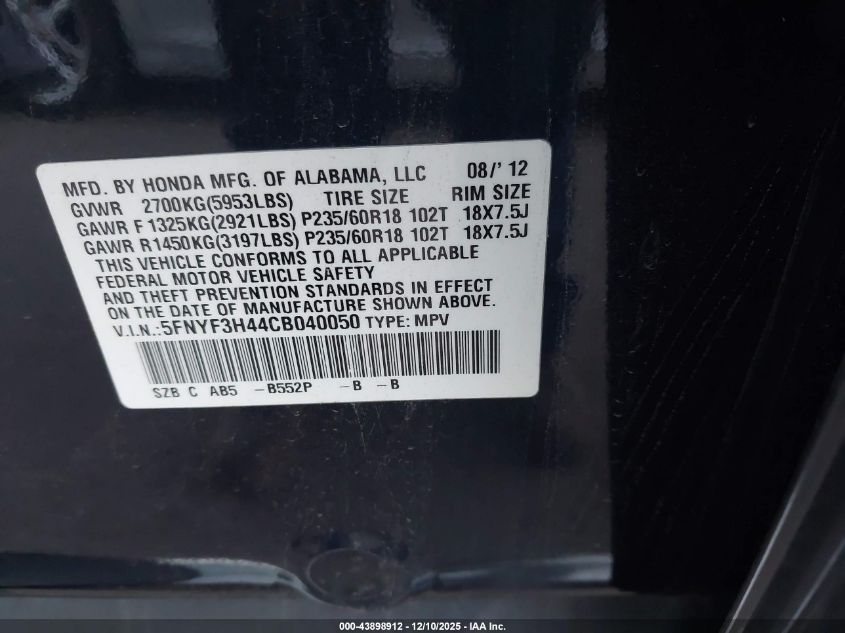 MFD. BY HONDA MFG. OF ALABAMA, LLC 08/' 12
GVWR 2700KG(5953LBS) TIRE SIZE RIM SIZE
GAWR F 1325KG(2921LBS) P235/60R18 102T 18X7.5J
GAWR R1450KG(3197LBS) P235/60R18 102T 18X7.5J
THIS VEHICLE CONFORMS TO ALL APPLICABLE
FEDERAL MOTOR VEHICLE SAFETY
AND THEFT PREVENTION STANDARDS IN EFFECT
ON THE DATE OF MANUFACTURE SHOWN ABOVE.
V.I.N.:5FNYF3H44CB040050 TYPE: MPV
SZB C AB5 -B552P -B -B
000-43898912 - 12/10/2025 - IAA Inc.